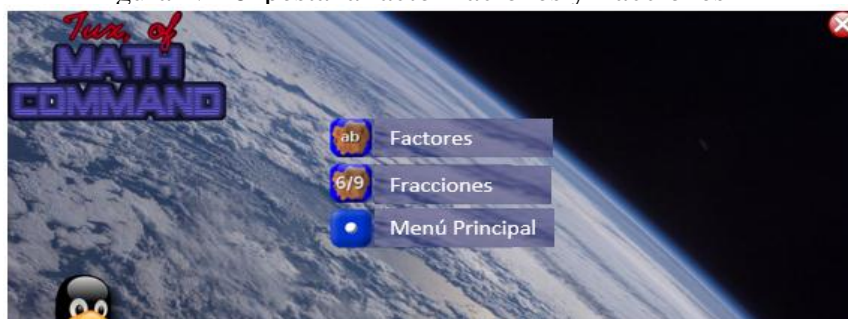 Tux, of
MATH
COMMAND
ab Factores
6/9 Fracciones
Menú Principal